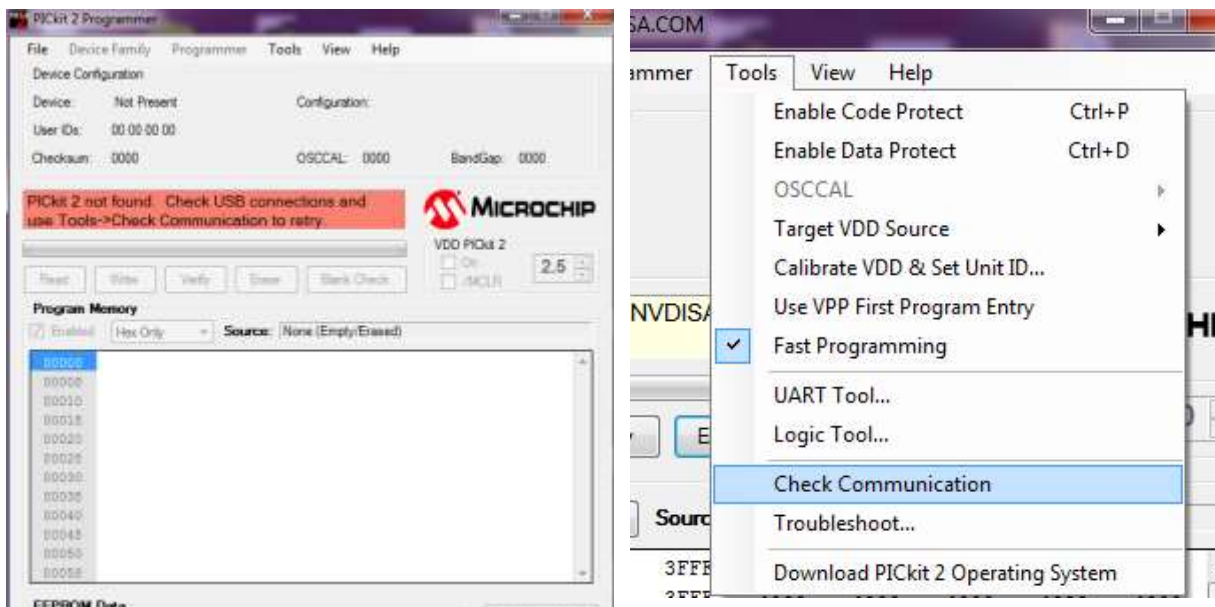 PICkit 2 Programmer
File Device Family Programmer Tools View Help
Device Configuration
Device: Not Present Configuration:
User IDs: 00 00 00 00
Checksum: 0000 OSCCAL: 0000 BandGap: 0000
PICkit 2 not found. Check USB connections and
use Tools->Check Communication to retry.
MICROCHIP
VDD PICkit 2
On
/MCLR
2.5
Read Write Verify Erase Blank Check
Program Memory
Enabled Hex Only Source: None (Empty/Erased)
00000
00008
00010
00018
00020
00028
00030
00038
00040
00048
00050
00058
EEPROM Data
SA.COM
ammer Tools View Help
Enable Code Protect Ctrl+P
Enable Data Protect Ctrl+D
OSCCAL
Target VDD Source
Calibrate VDD & Set Unit ID...
Use VPP First Program Entry
Fast Programming
UART Tool...
Logic Tool...
Check Communication
Troubleshoot...
Download PICkit 2 Operating System
NVDISA
E
Sourc
3FFF
3FFF